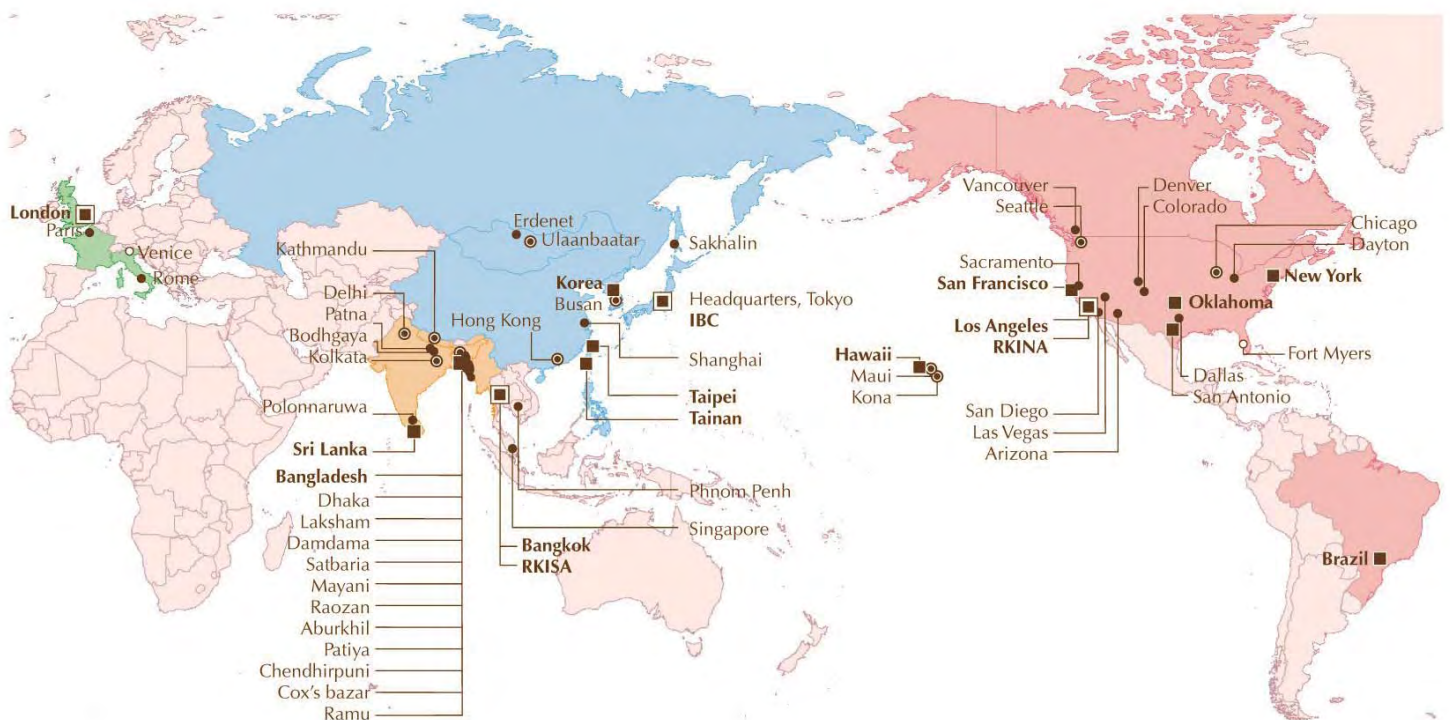 London
Paris
Venice
Rome
Erdenet
Ulaanbaatar
Kathmandu
Sakhalin
Delhi
Patna
Bodhgaya
Kolkata
Korea
Busan
Hong Kong
Headquarters, Tokyo
IBC
Shanghai
Taipei
Tainan
Polonnaruwa
Sri Lanka
Bangladesh
Dhaka
Laksham
Damdama
Satbaria
Mayani
Raozan
Aburkhil
Patiya
Chendhirpuni
Cox's bazar
Ramu
Phnom Penh
Singapore
Bangkok
RKISA
Vancouver
Seattle
Denver
Colorado
Chicago
Dayton
Sacramento
San Francisco
New York
Oklahoma
Los Angeles
RKINA
Hawaii
Maui
Kona
Fort Myers
Dallas
San Antonio
San Diego
Las Vegas
Arizona
Brazil